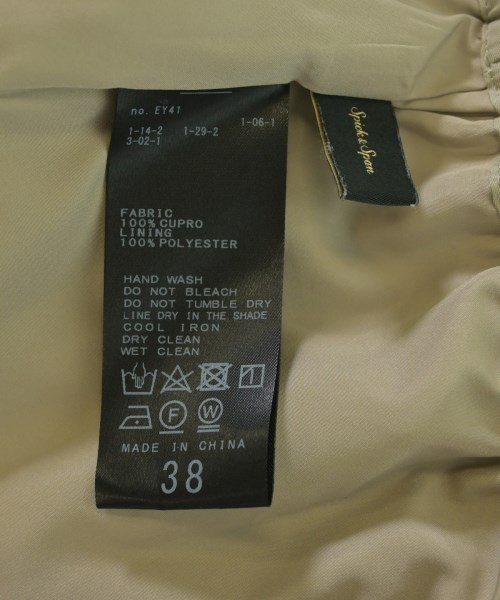 no. EY41
1-14-2 1-29-2 1-06-1
3-02-1
FABRIC
100% CUPRO
LINING
100% POLYESTER
HAND WASH
DO NOT BLEACH
DO NOT TUMBLE DRY
LINE DRY IN THE SHADE
COOL IRON
DRY CLEAN
WET CLEAN
F W
MADE IN CHINA
38
Spick & Span